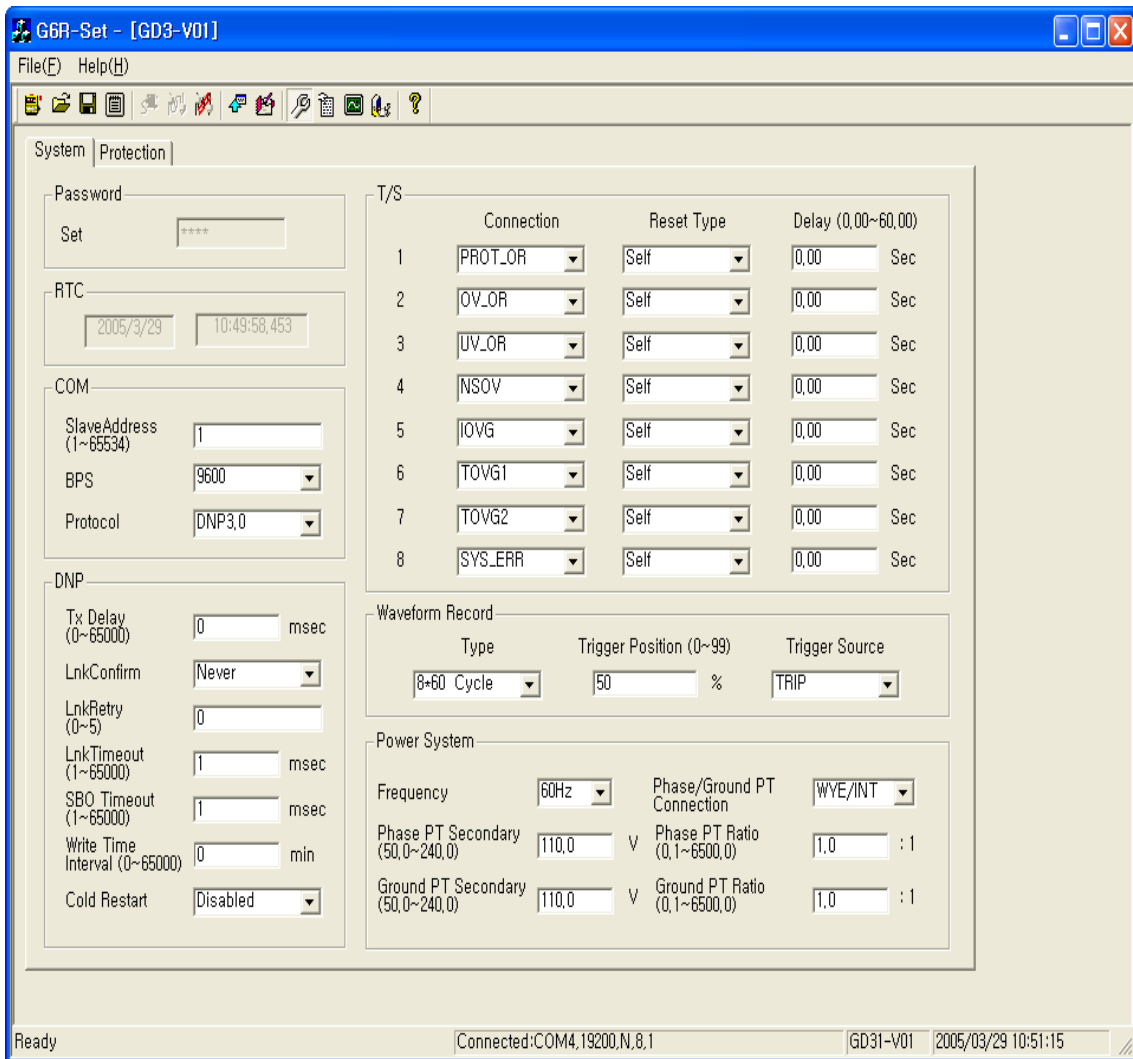 G6R-Set - [GD3-V01]
File(F) Help(H)
System Protection
Password
Set ****
RTC
2005/3/29 10:49:58,453
COM
SlaveAddress
(1~65534)
1
BPS 9600
Protocol DNP3,0
DNP
Tx Delay
(0~65000)
0 msec
LnkConfirm Never
LnkRetry
(0~5)
0
LnkTimeout
(1~65000)
1 msec
SBO Timeout
(1~65000)
1 msec
Write Time
Interval (0~65000)
0 min
Cold Restart Disabled
T/S
Connection Reset Type Delay (0,00~60,00)
1 PROT_OR Self 0,00 Sec
2 OV_OR Self 0,00 Sec
3 UV_OR Self 0,00 Sec
4 NSOV Self 0,00 Sec
5 IOVG Self 0,00 Sec
6 TOVG1 Self 0,00 Sec
7 TOVG2 Self 0,00 Sec
8 SYS_ERR Self 0,00 Sec
Waveform Record
Type Trigger Position (0~99) Trigger Source
8*60 Cycle 50 % TRIP
Power System
Frequency 60Hz
Phase/Ground PT
Connection
WYE/INT
Phase PT Secondary
(50,0~240,0)
110,0 V
Phase PT Ratio
(0,1~6500,0)
1,0 : 1
Ground PT Secondary
(50,0~240,0)
110,0 V
Ground PT Ratio
(0,1~6500,0)
1,0 : 1
Ready Connected:COM4,19200,N,8,1 GD31-V01 2005/03/29 10:51:15